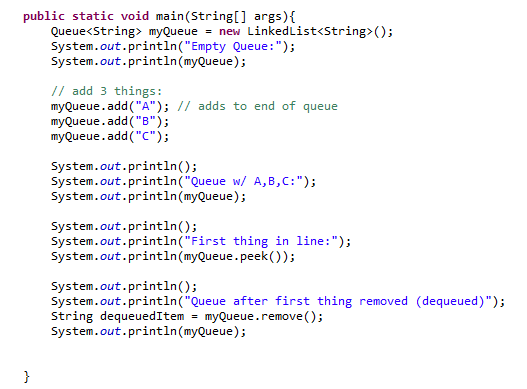 public static void main(String[] args){
Queue<String> myQueue = new LinkedList<String>();
System.out.println("Empty Queue:");
System.out.println(myQueue);
// add 3 things:
myQueue.add("A"); // adds to end of queue
myQueue.add("B");
myQueue.add("C");
System.out.println();
System.out.println("Queue w/ A,B,C:");
System.out.println(myQueue);
System.out.println();
System.out.println("First thing in line:");
System.out.println(myQueue.peek());
System.out.println();
System.out.println("Queue after first thing removed (dequeued)");
String dequeuedItem = myQueue.remove();
System.out.println(myQueue);
}